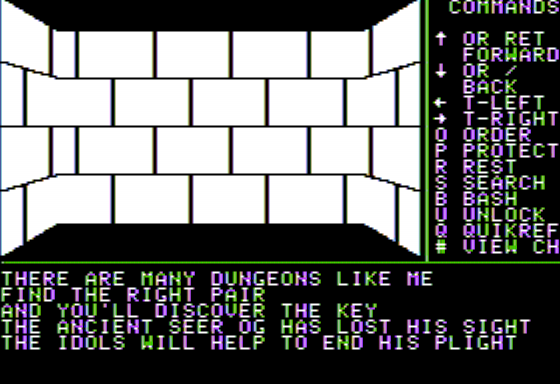 COMMANDS
↑ OR RET
FORWARD
↓ OR /
BACK
← T-LEFT
→ T-RIGHT
O ORDER
P PROTECT
R REST
S SEARCH
B BASH
U UNLOCK
Q QUIKREF
# VIEW CH
THERE ARE MANY DUNGEONS LIKE ME
FIND THE RIGHT PAIR
AND YOU'LL DISCOVER THE KEY
THE ANCIENT SEER OG HAS LOST HIS SIGHT
THE IDOLS WILL HELP TO END HIS PLIGHT